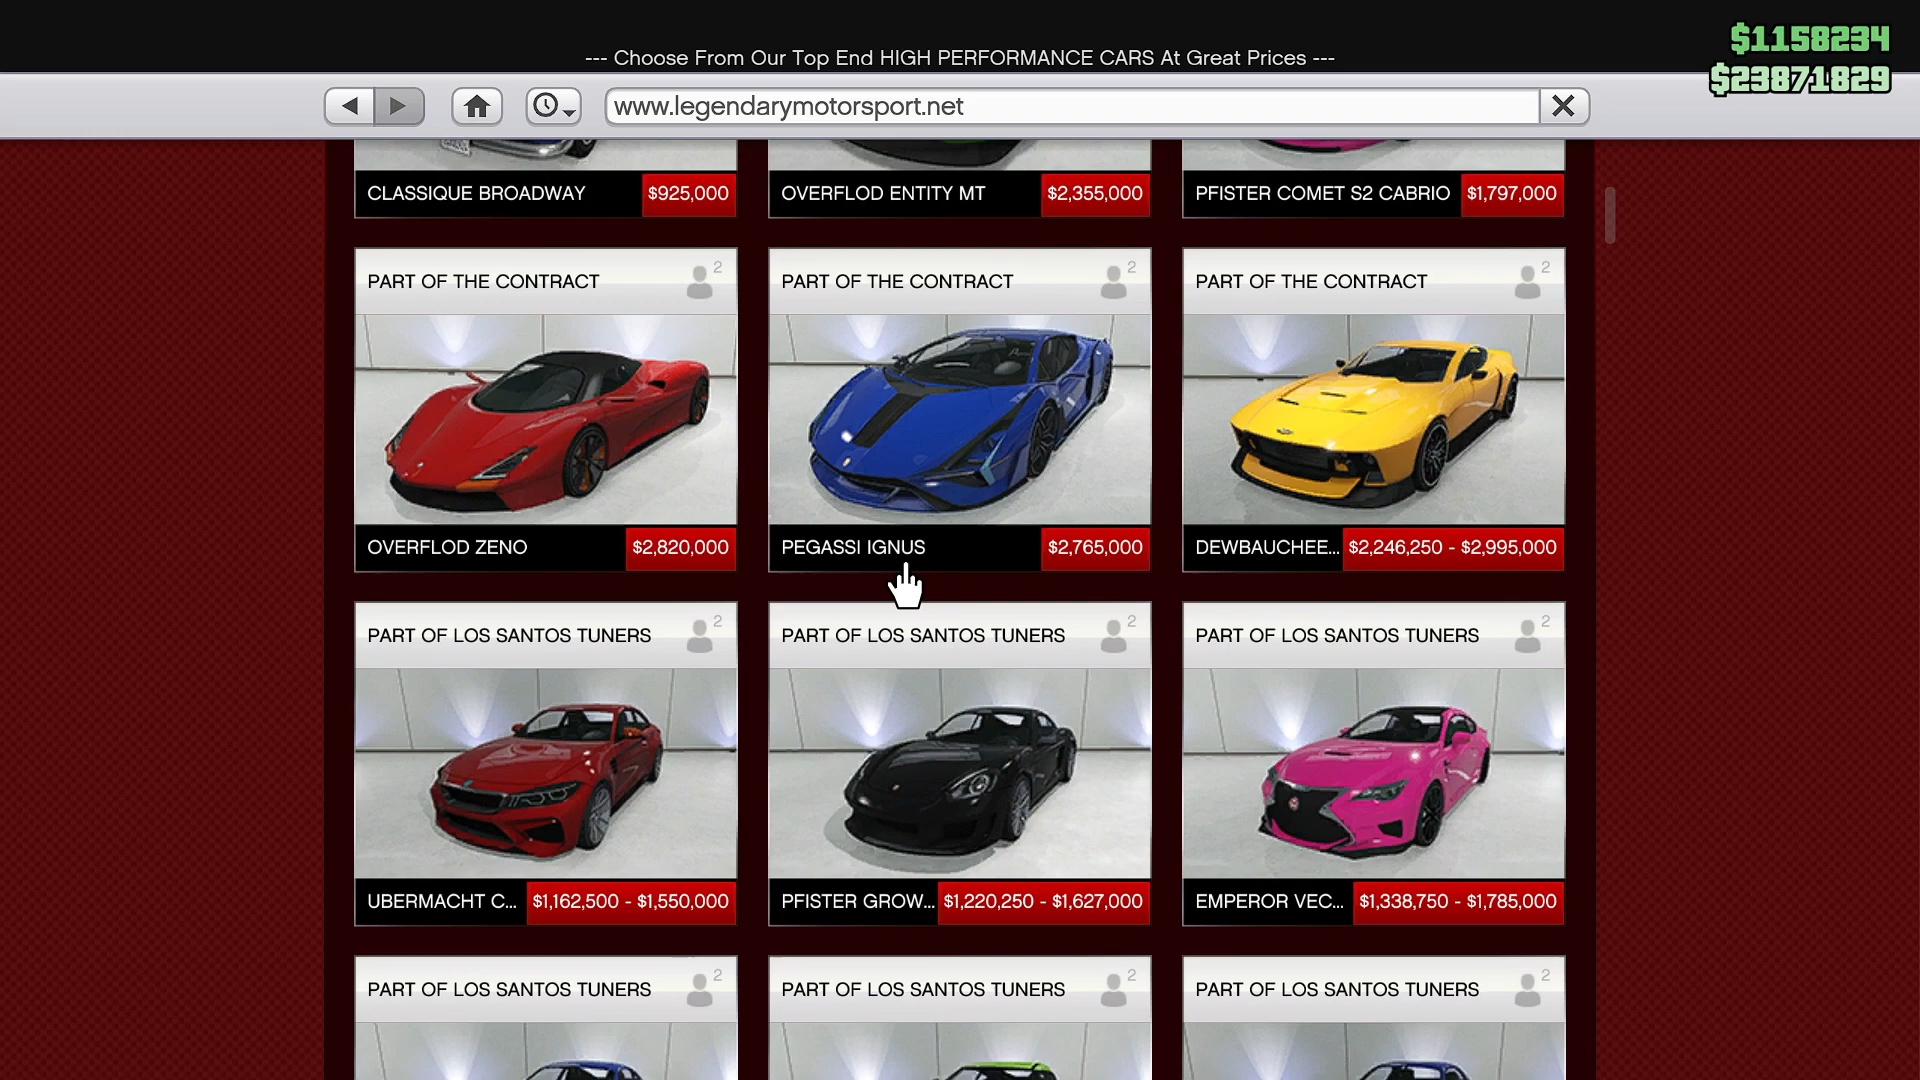 $1158234
--- Choose From Our Top End HIGH PERFORMANCE CARS At Great Prices ---
$23871829
www.legendarymotorsport.net
CLASSIQUE BROADWAY $925,000
OVERFLOD ENTITY MT $2,355,000
PFISTER COMET S2 CABRIO $1,797,000
PART OF THE CONTRACT 2
PART OF THE CONTRACT 2
PART OF THE CONTRACT 2
OVERFLOD ZENO $2,820,000
PEGASSI IGNUS $2,765,000
DEWBAUCHEE... $2,246,250 - $2,995,000
PART OF LOS SANTOS TUNERS 2
PART OF LOS SANTOS TUNERS 2
PART OF LOS SANTOS TUNERS 2
UBERMACHT C... $1,162,500 - $1,550,000
PFISTER GROW... $1,220,250 - $1,627,000
EMPEROR VEC... $1,338,750 - $1,785,000
PART OF LOS SANTOS TUNERS 2
PART OF LOS SANTOS TUNERS 2
PART OF LOS SANTOS TUNERS 2